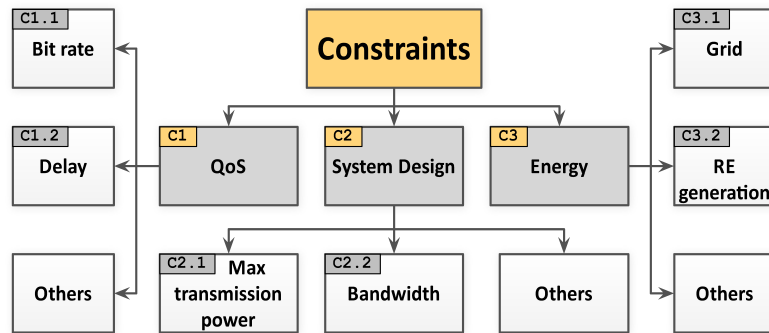 Constraints
C1
QoS
C1.1
Bit rate
C1.2
Delay
Others
C2
System Design
C2.1
Max
transmission
power
C2.2
Bandwidth
Others
C3
Energy
C3.1
Grid
C3.2
RE
generation
Others